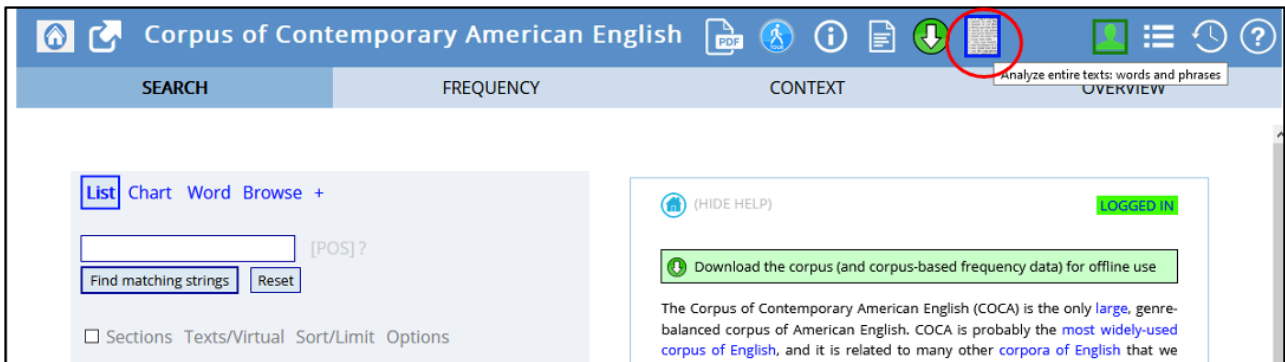 Corpus of Contemporary American English
PDF
TOUR
Analyze entire texts: words and phrases
SEARCH FREQUENCY CONTEXT OVERVIEW
List Chart Word Browse +
[POS] ?
Find matching strings Reset
Sections Texts/Virtual Sort/Limit Options
(HIDE HELP) LOGGED IN
Download the corpus (and corpus-based frequency data) for offline use
The Corpus of Contemporary American English (COCA) is the only large, genre-
balanced corpus of American English. COCA is probably the most widely-used
corpus of English, and it is related to many other corpora of English that we